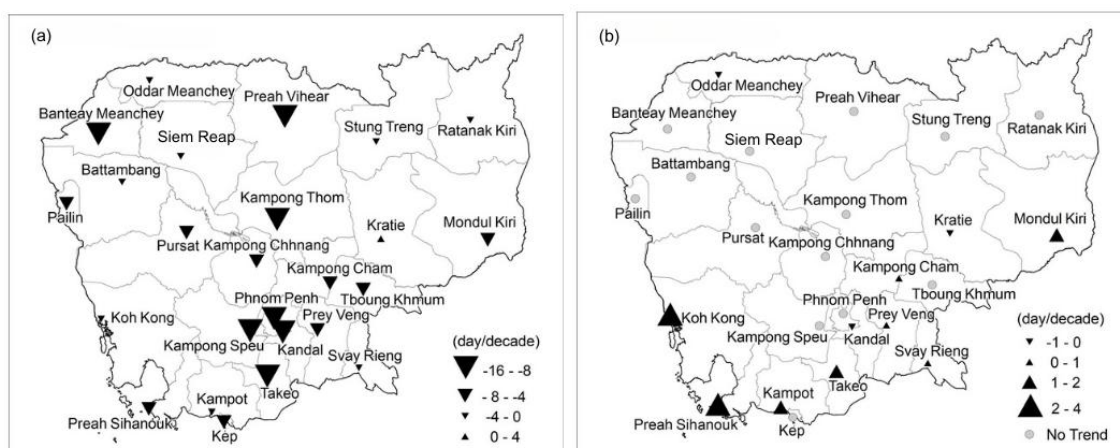 (a)
Oddar Meanchey
Preah Vihear
Banteay Meanchey
Siem Reap
Stung Treng
Ratanak Kiri
Battambang
Kampong Thom
Pailin
Kratie
Mondul Kiri
Pursat
Kampong Chhnang
Kampong Cham
Phnom Penh
Tboung Khmum
Koh Kong
Prey Veng
Kampong Speu
Kandal
Svay Rieng
Takeo
Kampot
Preah Sihanouk
Kep
(day/decade)
-16 - -8
-8 - -4
-4 - 0
0 - 4
(b)
Oddar Meanchey
Preah Vihear
Banteay Meanchey
Siem Reap
Stung Treng
Ratanak Kiri
Battambang
Kampong Thom
Pailin
Kratie
Mondul Kiri
Pursat
Kampong Chhnang
Kampong Cham
Phnom Penh
Tboung Khmum
Koh Kong
Prey Veng
Kampong Speu
Kandal
Svay Rieng
Takeo
Kampot
Preah Sihanouk
Kep
(day/decade)
-1 - 0
0 - 1
1 - 2
2 - 4
No Trend